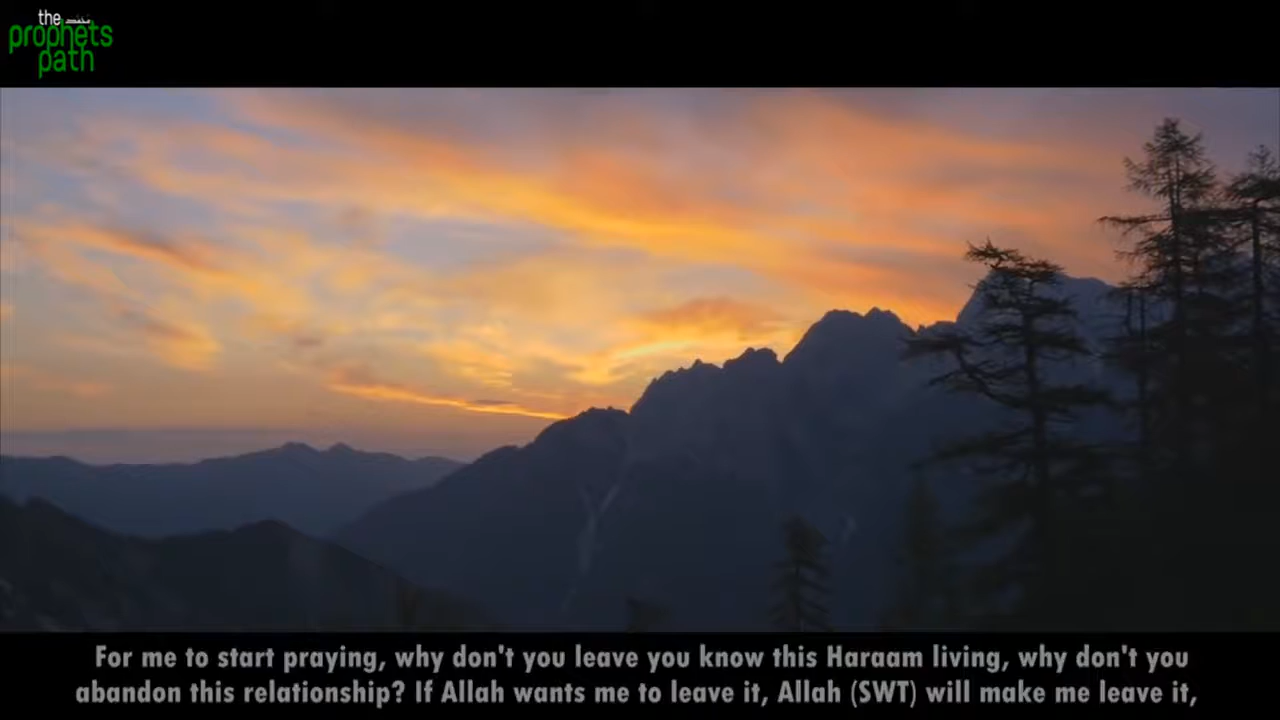 the
prophets
path
For me to start praying, why don't you leave you know this Haraam living, why don't you
abandon this relationship? If Allah wants me to leave it, Allah (SWT) will make me leave it,